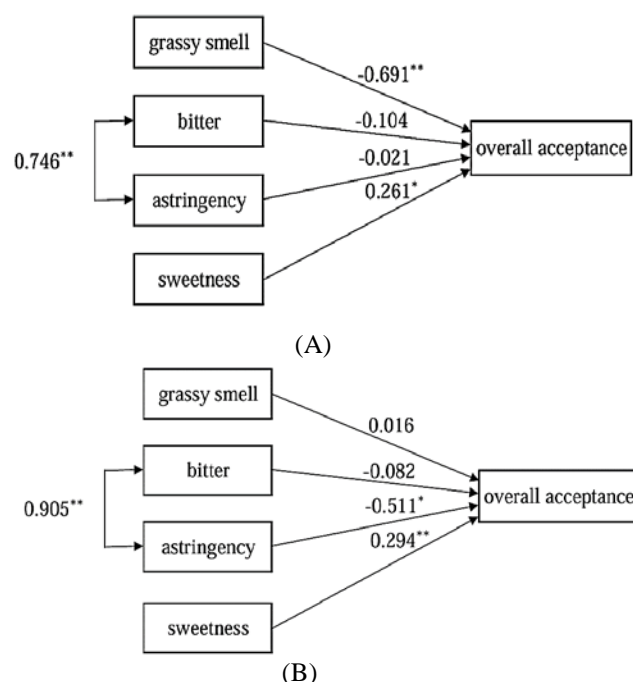 grassy smell
-0.691**
bitter
-0.104
overall acceptance
0.746**
-0.021
astringency
0.261*
sweetness
(A)
grassy smell
0.016
bitter
-0.082
overall acceptance
0.905**
-0.511*
astringency
0.294**
sweetness
(B)